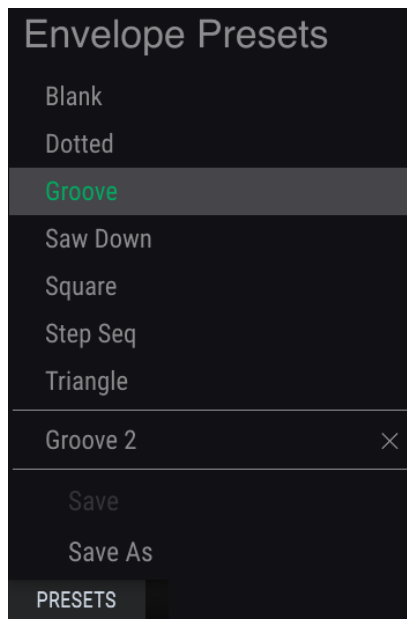 Envelope Presets
Blank
Dotted
Groove
Saw Down
Square
Step Seq
Triangle
Groove 2
Save
Save As
PRESETS